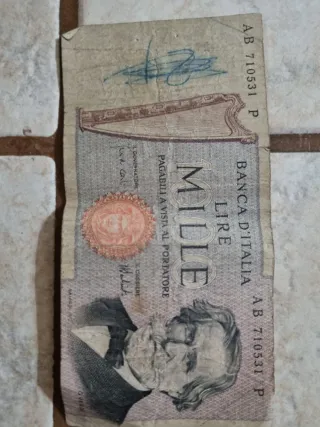 AB 710531 P
BANCA D'ITALIA
AB 710531 P
LIRE
MILLE
PAGABILI A VISTA AL PORTATORE